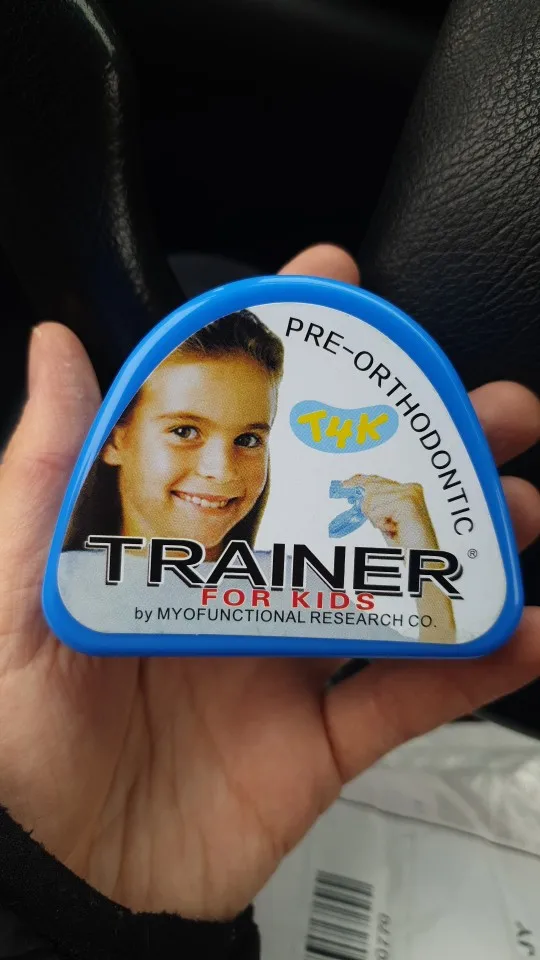 PRE-ORTHODONTIC
T4K
TRAINER®
FOR KIDS
by MYOFUNCTIONAL RESEARCH CO.